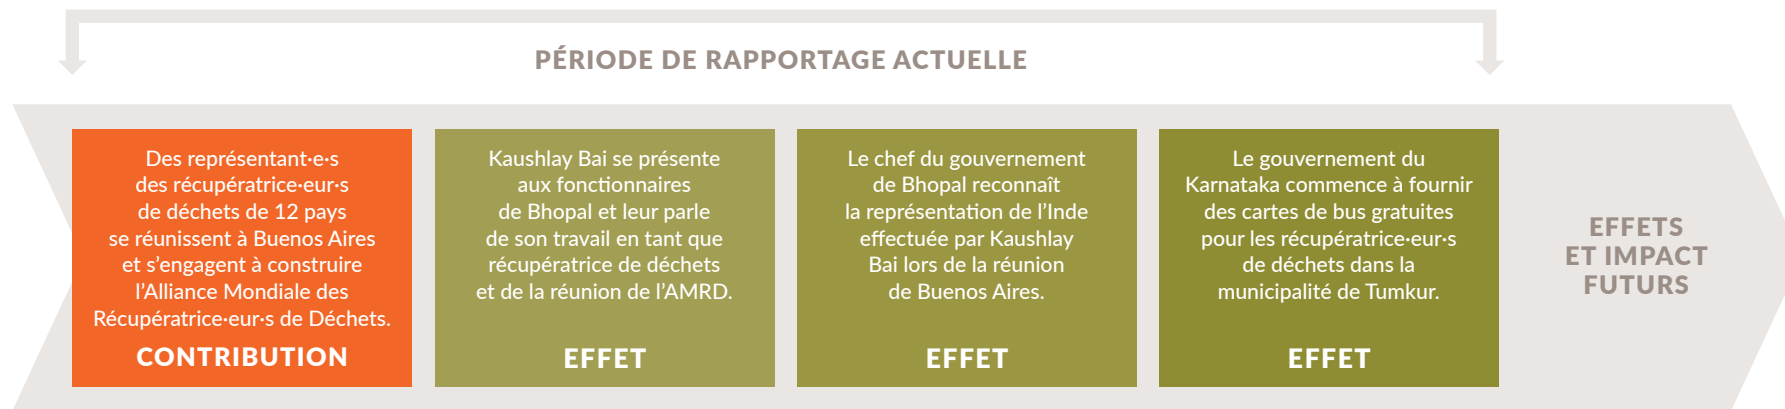 PÉRIODE DE RAPPORTAGE ACTUELLE
Des représentant·e·s
des récupératrice·eur·s
de déchets de 12 pays
se réunissent à Buenos Aires
et s’engagent à construire
l’Alliance Mondiale des
Récupératrice·eur·s de Déchets.
CONTRIBUTION
Kaushlay Bai se présente
aux fonctionnaires
de Bhopal et leur parle
de son travail en tant que
récupératrice de déchets
et de la réunion de l’AMRD.
EFFET
Le chef du gouvernement
de Bhopal reconnaît
la représentation de l’Inde
effectuée par Kaushlay
Bai lors de la réunion
de Buenos Aires.
EFFET
Le gouvernement du
Karnataka commence à fournir
des cartes de bus gratuites
pour les récupératrice·eur·s
de déchets dans la
municipalité de Tumkur.
EFFET
EFFETS
ET IMPACT
FUTURS